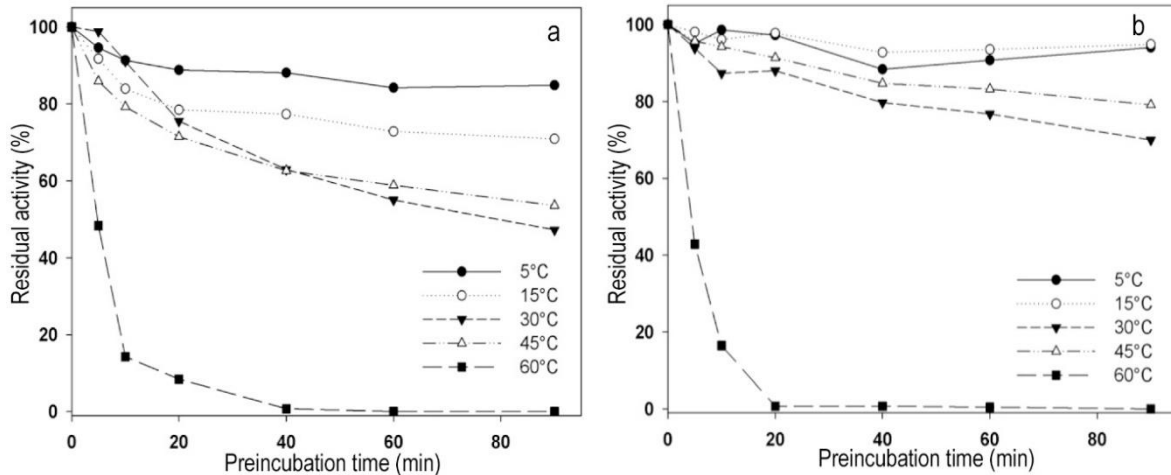 a
Residual activity (%)
100
80
60
40
20
0
5°C
15°C
30°C
45°C
60°C
0 20 40 60 80
Preincubation time (min)
b
Residual activity (%)
100
80
60
40
20
0
5°C
15°C
30°C
45°C
60°C
0 20 40 60 80
Preincubation time (min)